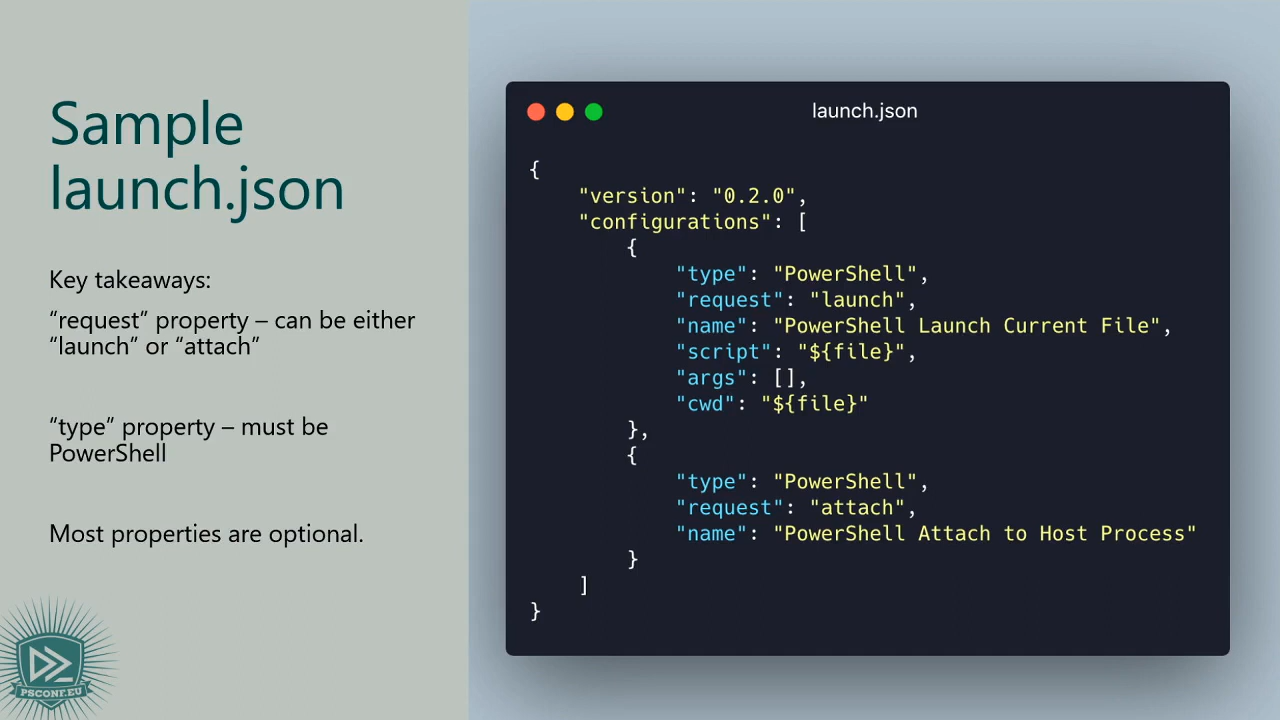 Sample
launch.json
Key takeaways:
“request” property – can be either
“launch” or “attach”
“type” property – must be
PowerShell
Most properties are optional.
PSCONF.EU
launch.json
{
    "version": "0.2.0",
    "configurations": [
        {
            "type": "PowerShell",
            "request": "launch",
            "name": "PowerShell Launch Current File",
            "script": "${file}",
            "args": [],
            "cwd": "${file}"
        },
        {
            "type": "PowerShell",
            "request": "attach",
            "name": "PowerShell Attach to Host Process"
        }
    ]
}